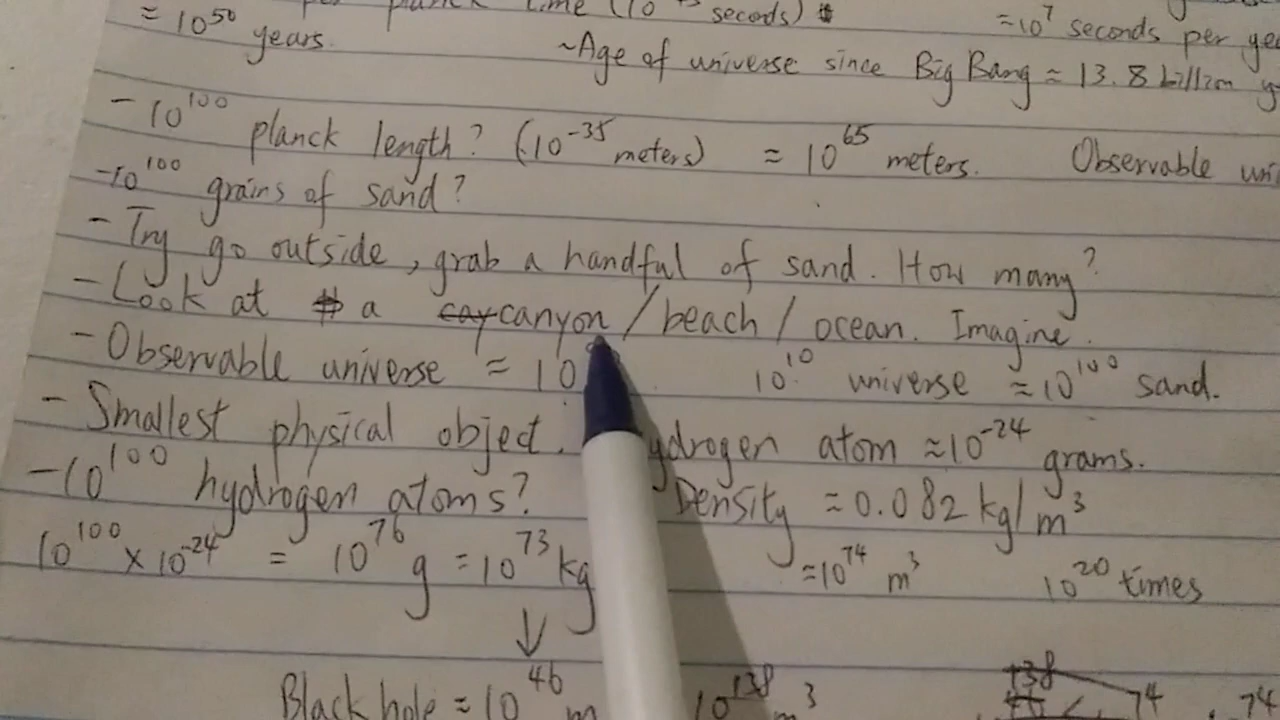 planck time (10 seconds)
= 10^50 years. = 10^7 seconds per
~Age of universe since Big Bang ≈ 13.8 billion
- 10^100 planck length? (10^-35 meters) ≈ 10^65 meters. Observable
- 10^100 grains of sand?
- Try go outside, grab a handful of sand. How many?
- Look at a cay canyon / beach / ocean. Imagine.
- Observable universe ≈ 10 10^10 universe ≈ 10^100 sand.
- Smallest physical object. atom ≈ 10^-24 grams.
- 10^100 hydrogen atoms? Density ≈ 0.082 kg/m^3
10^100 × 10^-24 = 10^76 g = 10^73 kg = 10^74 m^3 10^20 times
↓
Black hole ≈ 10^46 m 10^138 m^3 138 74 74